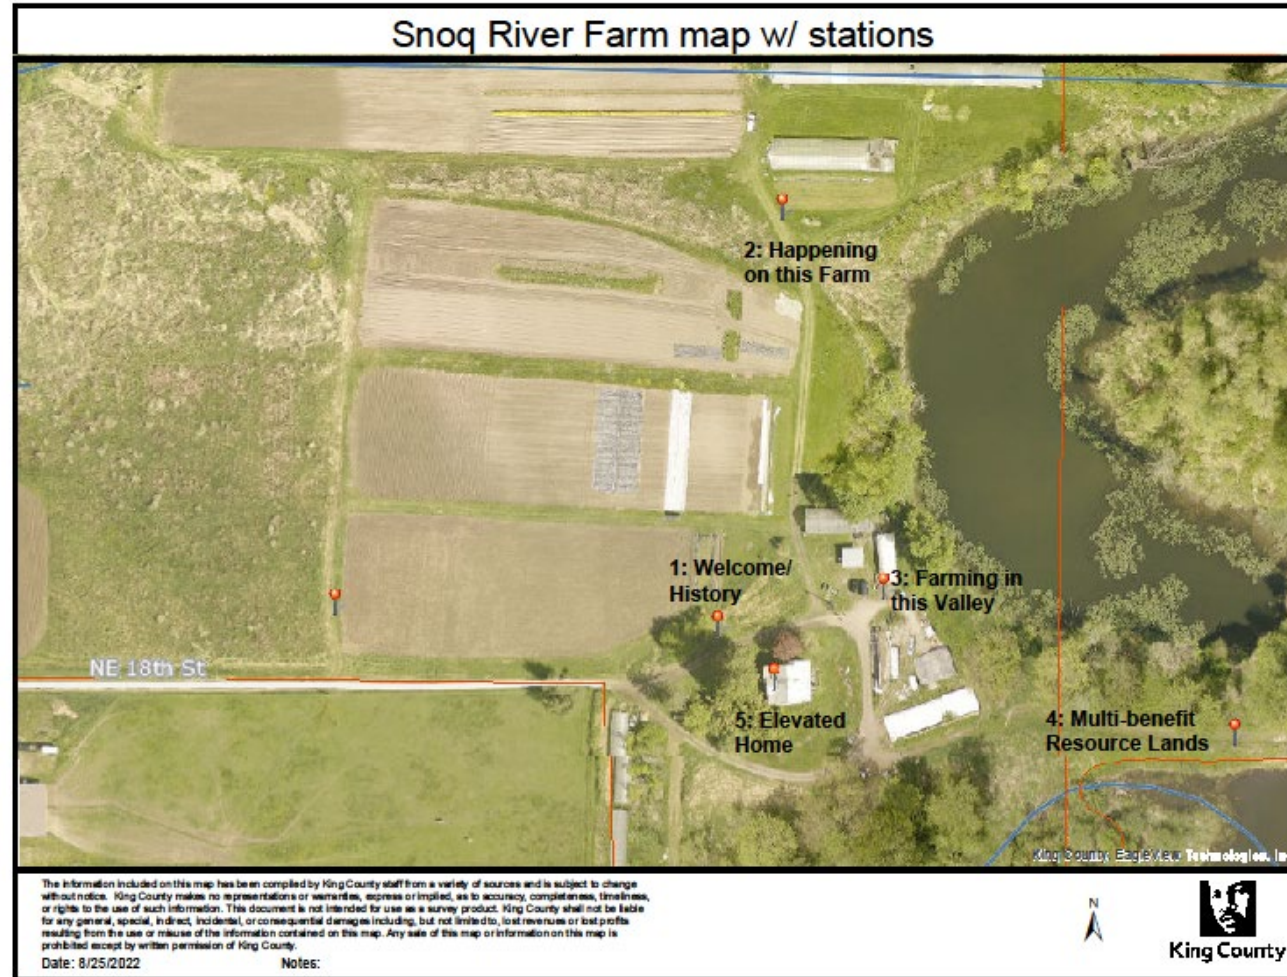 Snoq River Farm map w/ stations
2: Happening
on this Farm
1: Welcome/
History
3: Farming in
this Valley
NE 18th St
5: Elevated
Home
4: Multi-benefit
Resource Lands
King County, EagleView Technologies, In
The information included on this map has been compiled by King County staff from a variety of sources and is subject to change
without notice. King County makes no representations or warranties, express or implied, as to accuracy, completeness, timeliness,
or rights to the use of such information. This document is not intended for use as a survey product. King County shall not be liable
for any general, special, indirect, incidental, or consequential damages including, but not limited to, lost revenues or lost profits
resulting from the use or misuse of the information contained on this map. Any sale of this map or information on this map is
prohibited except by written permission of King County.
Date: 8/25/2022 Notes:
N
King County